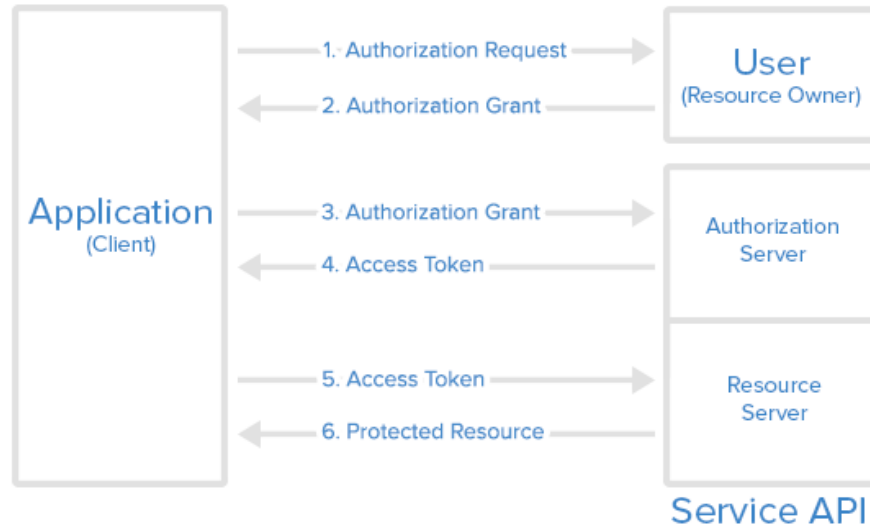 1. Authorization Request
User
(Resource Owner)
2. Authorization Grant
Application
(Client)
3. Authorization Grant
Authorization
Server
4. Access Token
5. Access Token
Resource
Server
6. Protected Resource
Service API